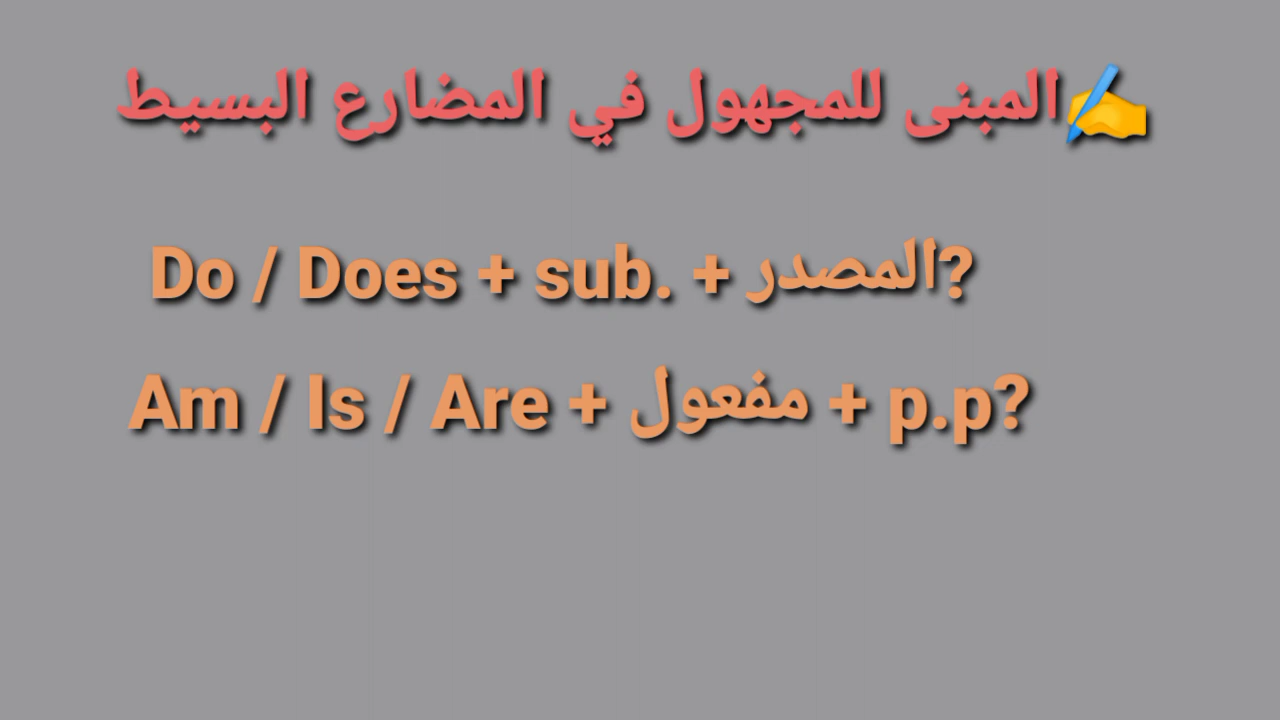 ✍️المبنى للمجهول في المضارع البسيط
Do / Does + sub. + المصدر?
Am / Is / Are + مفعول + p.p?